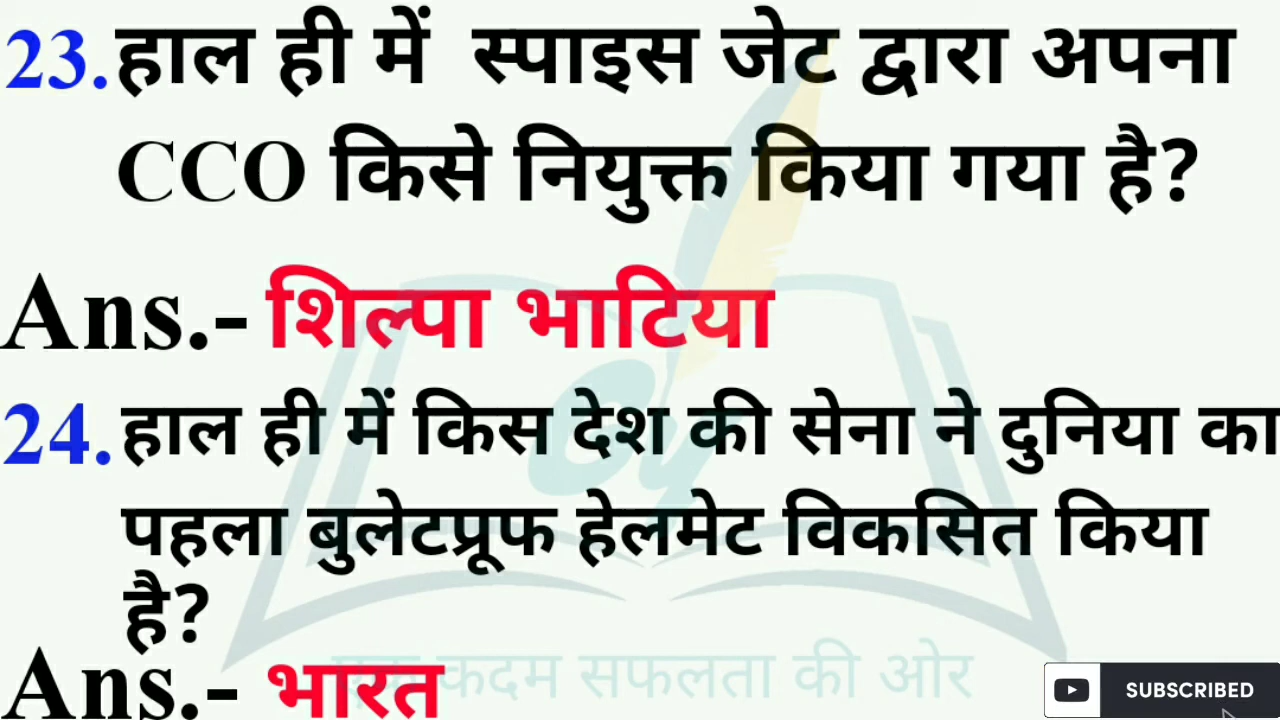 23. हाल ही में स्पाइस जेट द्वारा अपना
CCO किसे नियुक्त किया गया है?
Ans.- शिल्पा भाटिया
24. हाल ही में किस देश की सेना ने दुनिया का
पहला बुलेटप्रूफ हेलमेट विकसित किया
है?
Ans.- भारत
कदम सफलता की ओर
SUBSCRIBED